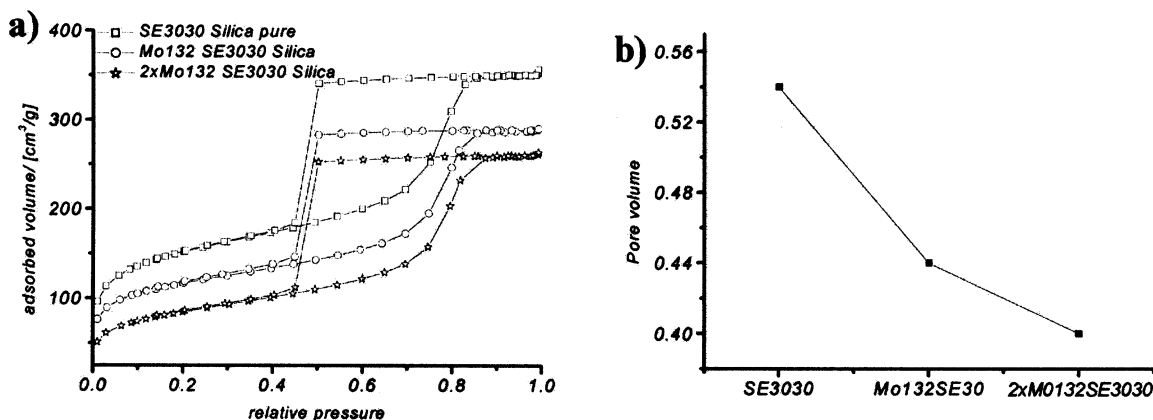 a)
SE3030 Silica pure
Mo132 SE3030 Silica
2xMo132 SE3030 Silica
400
300
200
100
adsorbed volume/ [cm³/g]
0.0 0.2 0.4 0.6 0.8 1.0
relative pressure
b)
0.56
0.52
0.48
0.44
0.40
Pore volume
SE3030 Mo132SE30 2xM0132SE3030